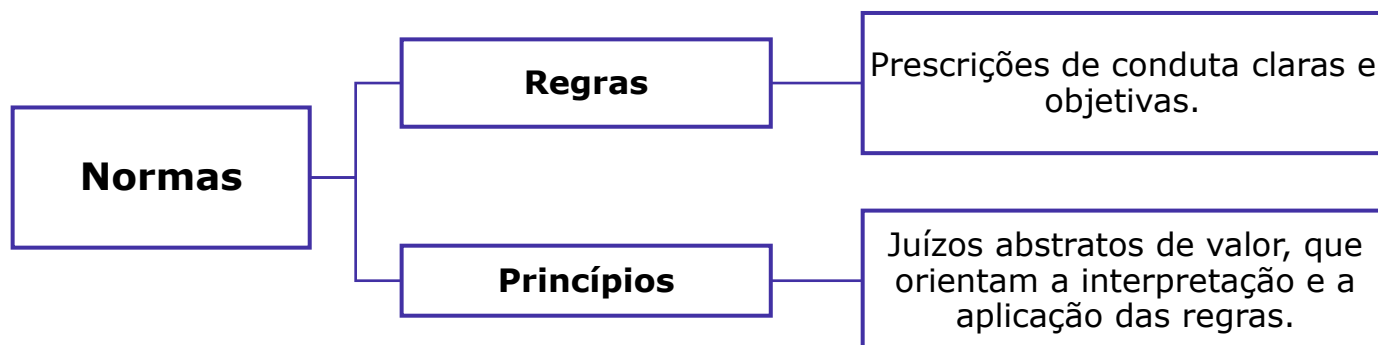 Normas
Regras
Prescrições de conduta claras e
objetivas.
Princípios
Juízos abstratos de valor, que
orientam a interpretação e a
aplicação das regras.